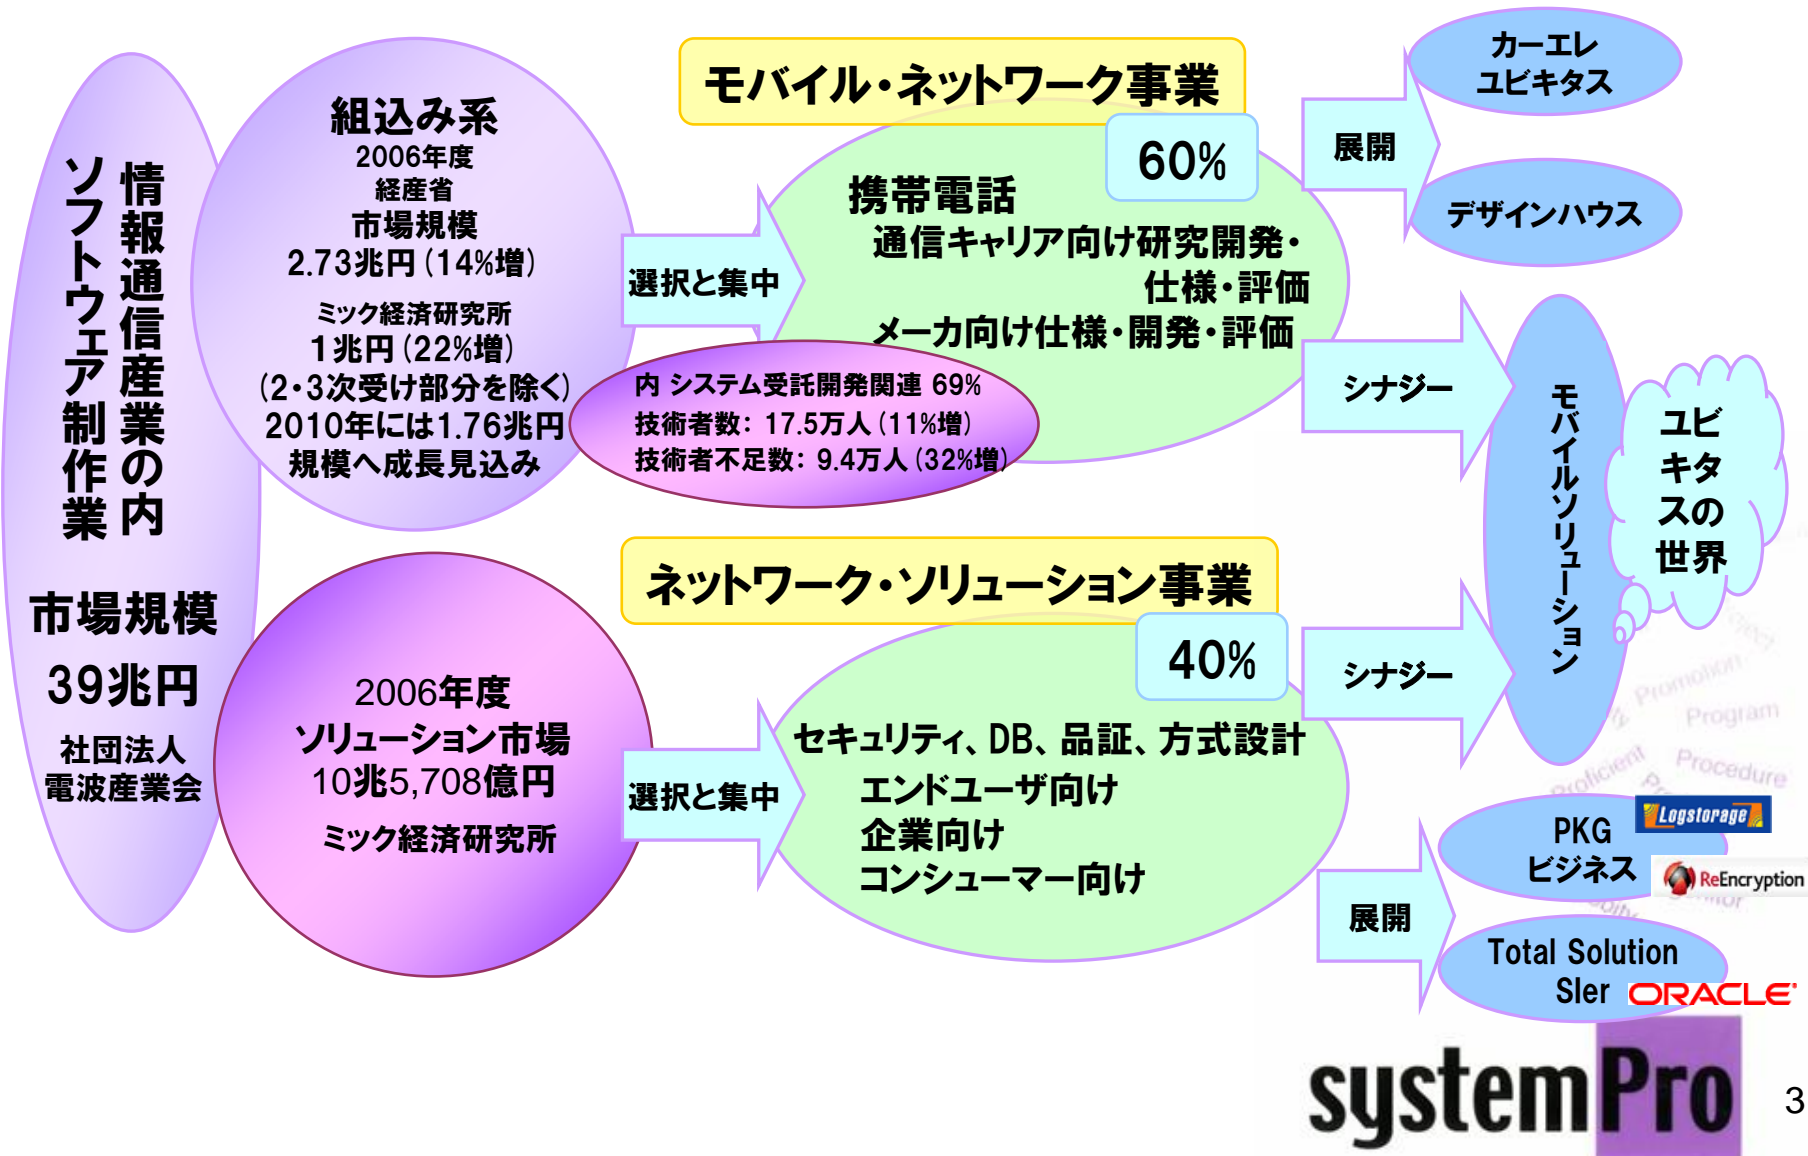 情報通信産業の内
ソフトウェア制作業
市場規模
39兆円
社団法人
電波産業会
組込み系
2006年度
経産省
市場規模
2.73兆円(14%増)
ミック経済研究所
1兆円(22%増)
(2・3次受け部分を除く)
2010年には1.76兆円
規模へ成長見込み
2006年度
ソリューション市場
10兆5,708億円
ミック経済研究所
選択と集中
モバイル・ネットワーク事業
60%
携帯電話
通信キャリア向け研究開発・
仕様・評価
メーカ向け仕様・開発・評価
内 システム受託開発関連 69%
技術者数: 17.5万人(11%増)
技術者不足数: 9.4万人(32%増)
選択と集中
ネットワーク・ソリューション事業
40%
セキュリティ、DB、品証、方式設計
エンドユーザ向け
企業向け
コンシューマー向け
展開
カーエレ
ユビキタス
デザインハウス
シナジー
シナジー
モバイルソリューション
ユビ
キタ
スの
世界
展開
PKG
ビジネス
Logstorage
ReEncryption
Total Solution
SIer
ORACLE
Promotion
Program
Proficient
Procedure
systemPro
3